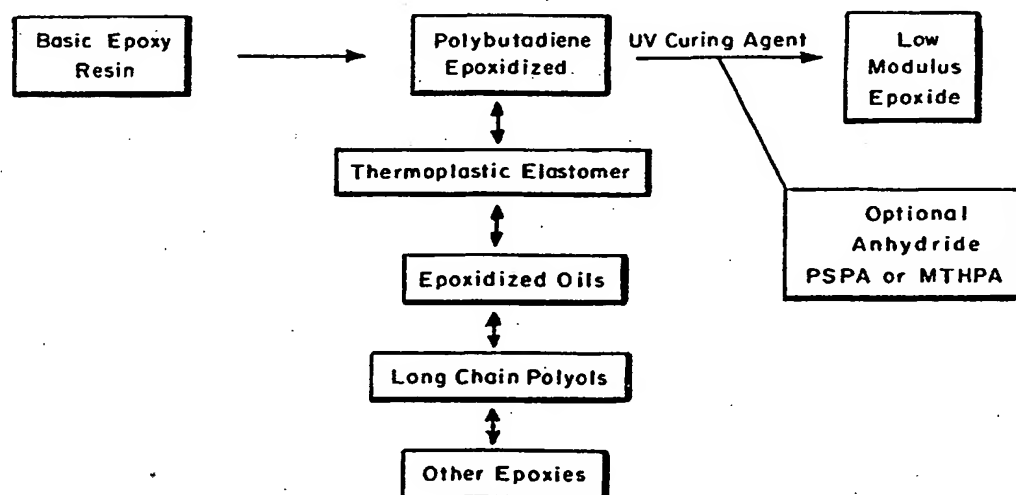 Basic Epoxy
Resin
Polybutadiene
Epoxidized
UV Curing Agent
Low
Modulus
Epoxide
Thermoplastic Elastomer
Optional
Anhydride
PSPA or MTHPA
Epoxidized Oils
Long Chain Polyols
Other Epoxies